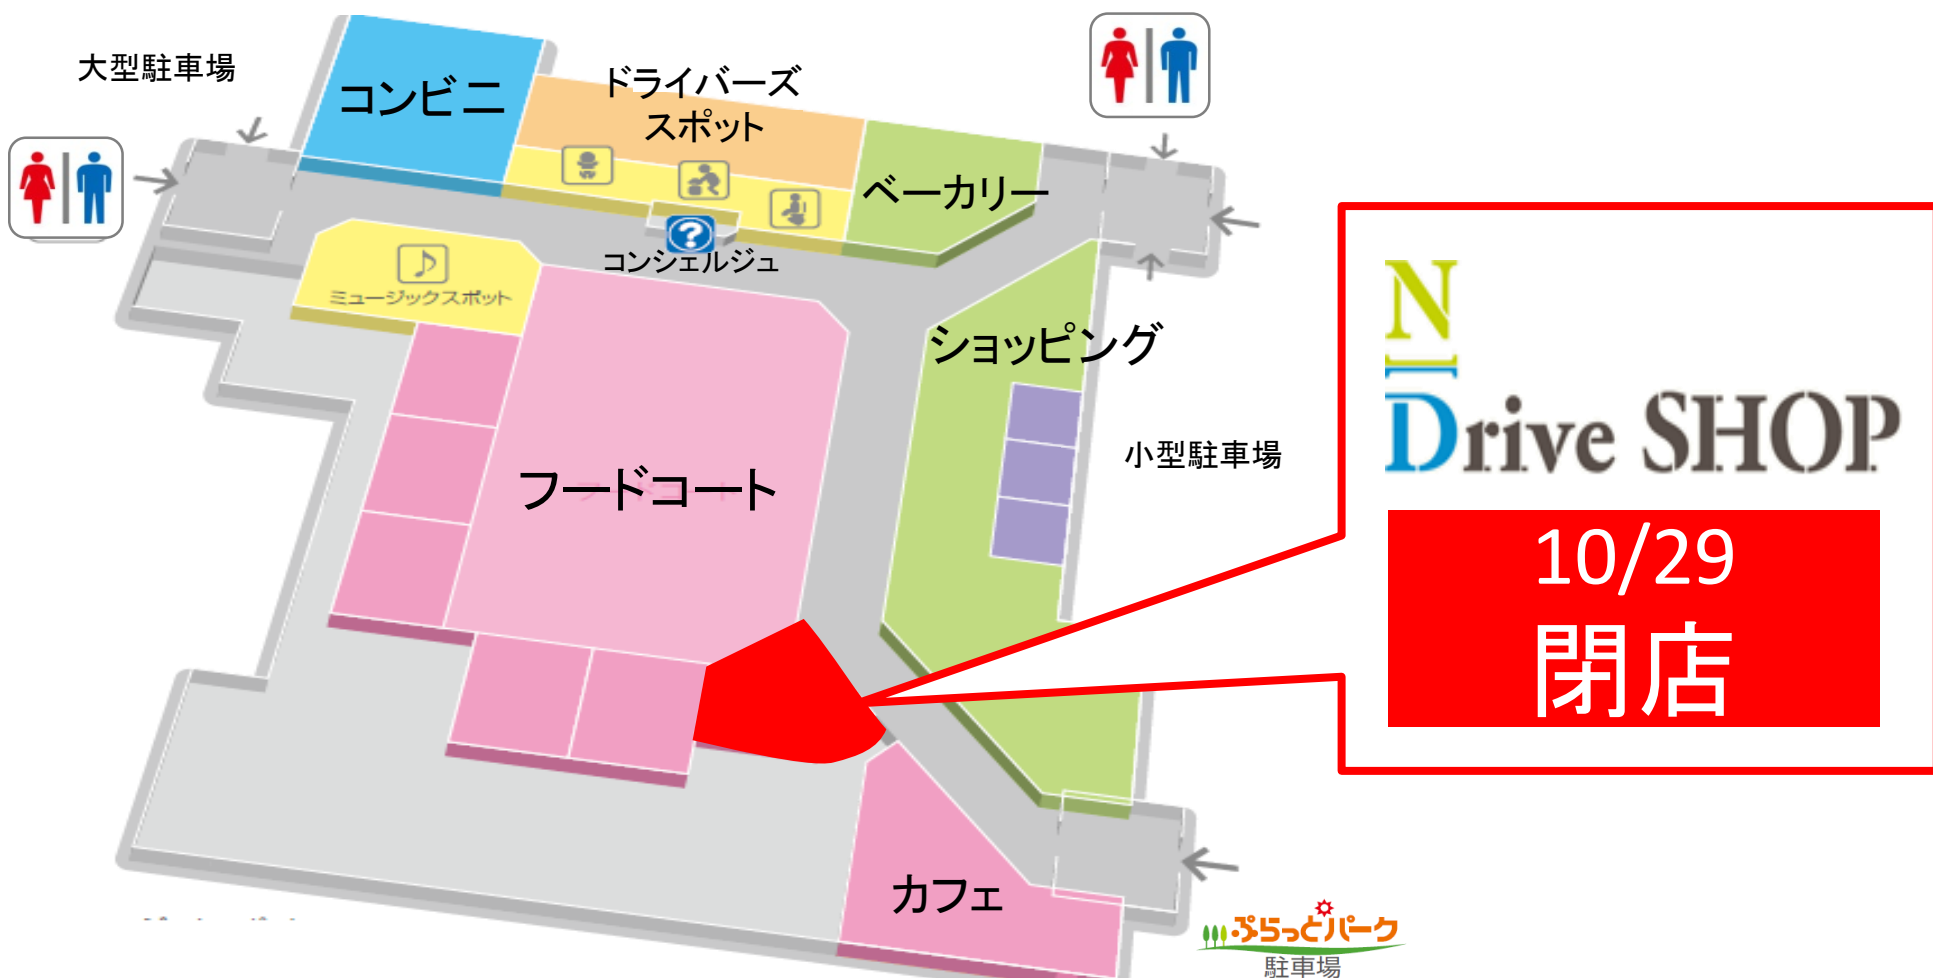 大型駐車場
コンビニ
ドライバーズ
スポット
ベーカリー
?
コンシェルジュ
ミュージックスポット
ショッピング
フードコート
小型駐車場
カフェ
N
Drive SHOP
10/29
閉店
ぷらっとパーク
駐車場